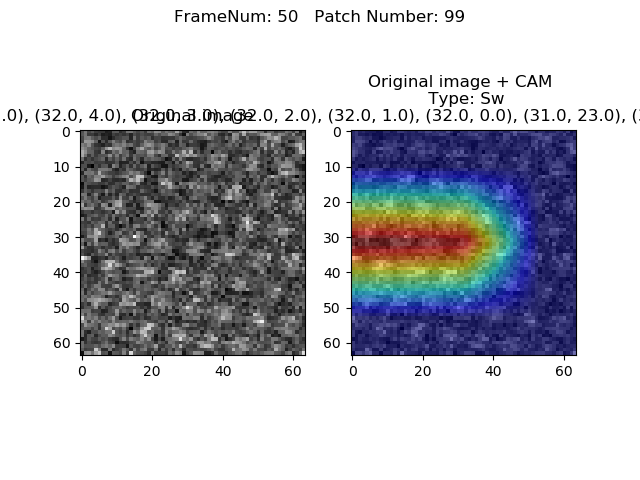 FrameNum: 50   Patch Number: 99
Original image + CAM
Type: Sw
.0), (32.0, 4.0), (32.0, 3.0), (32.0, 2.0), (32.0, 1.0), (32.0, 0.0), (31.0, 23.0), (3
Original image
0
10
20
30
40
50
60
0 20 40 60
0
10
20
30
40
50
60
0 20 40 60